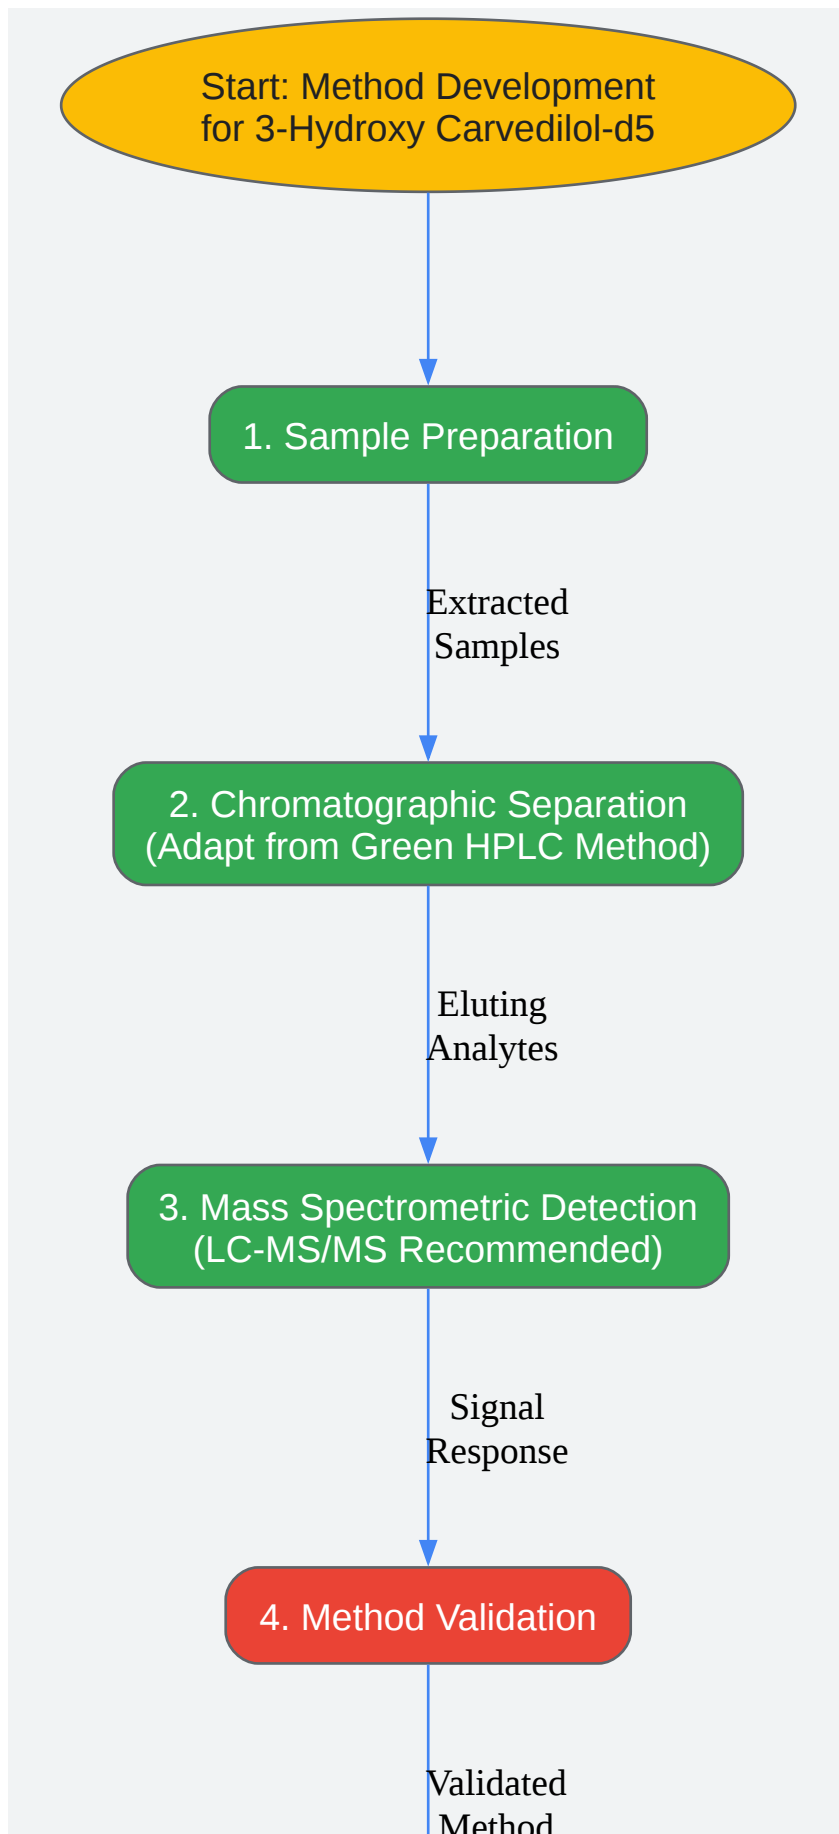 Start: Method Development
for 3-Hydroxy Carvedilol-d5
1. Sample Preparation
Extracted
Samples
2. Chromatographic Separation
(Adapt from Green HPLC Method)
Eluting
Analytes
3. Mass Spectrometric Detection
(LC-MS/MS Recommended)
Signal
Response
4. Method Validation
Validated
Method